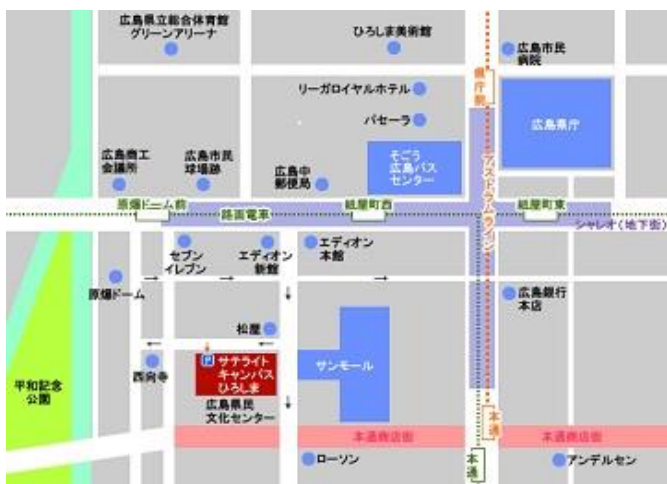 広島県立総合体育館
グリーンアリーナ
ひろしま美術館
広島市民
病院
県庁前
リーガロイヤルホテル
パセーラ
広島県庁
そごう
広島バス
センター
広島商工
会議所
広島市民
球場跡
広島中
郵便局
アストラムライン
原爆ドーム前
路面電車
紙屋町西
紙屋町東
シャレオ(地下街)
セブン
イレブン
エディオン
新館
エディオン
本館
原爆ドーム
広島銀行
本店
松屋
P
サテライト
キャンパス
ひろしま
サンモール
西向寺
平和記念
公園
広島県民
文化センター
本通商店街
本通
本通商店街
ローソン
本通
アンデルセン